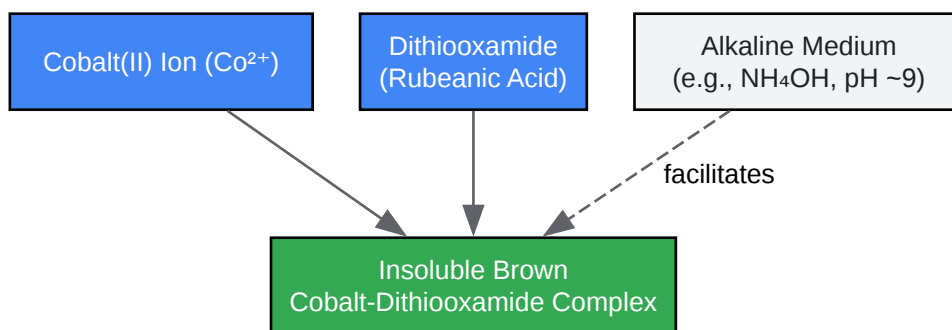 Cobalt(II) Ion (Co²⁺)
Dithiooxamide
(Rubeanic Acid)
Alkaline Medium
(e.g., NH₄OH, pH ~9)
facilitates
Insoluble Brown
Cobalt-Dithiooxamide Complex